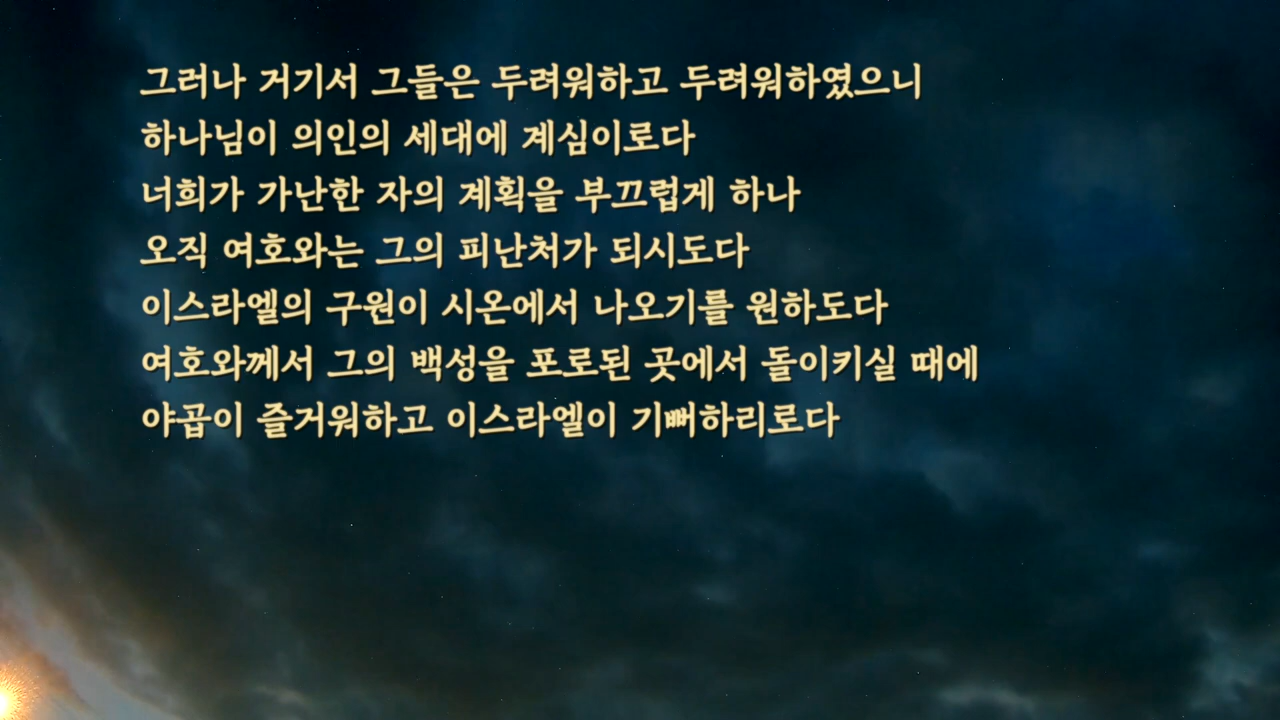 그러나 거기서 그들은 두려워하고 두려워하였으니
하나님이 의인의 세대에 계심이로다
너희가 가난한 자의 계획을 부끄럽게 하나
오직 여호와는 그의 피난처가 되시도다
이스라엘의 구원이 시온에서 나오기를 원하도다
여호와께서 그의 백성을 포로된 곳에서 돌이키실 때에
야곱이 즐거워하고 이스라엘이 기뻐하리로다